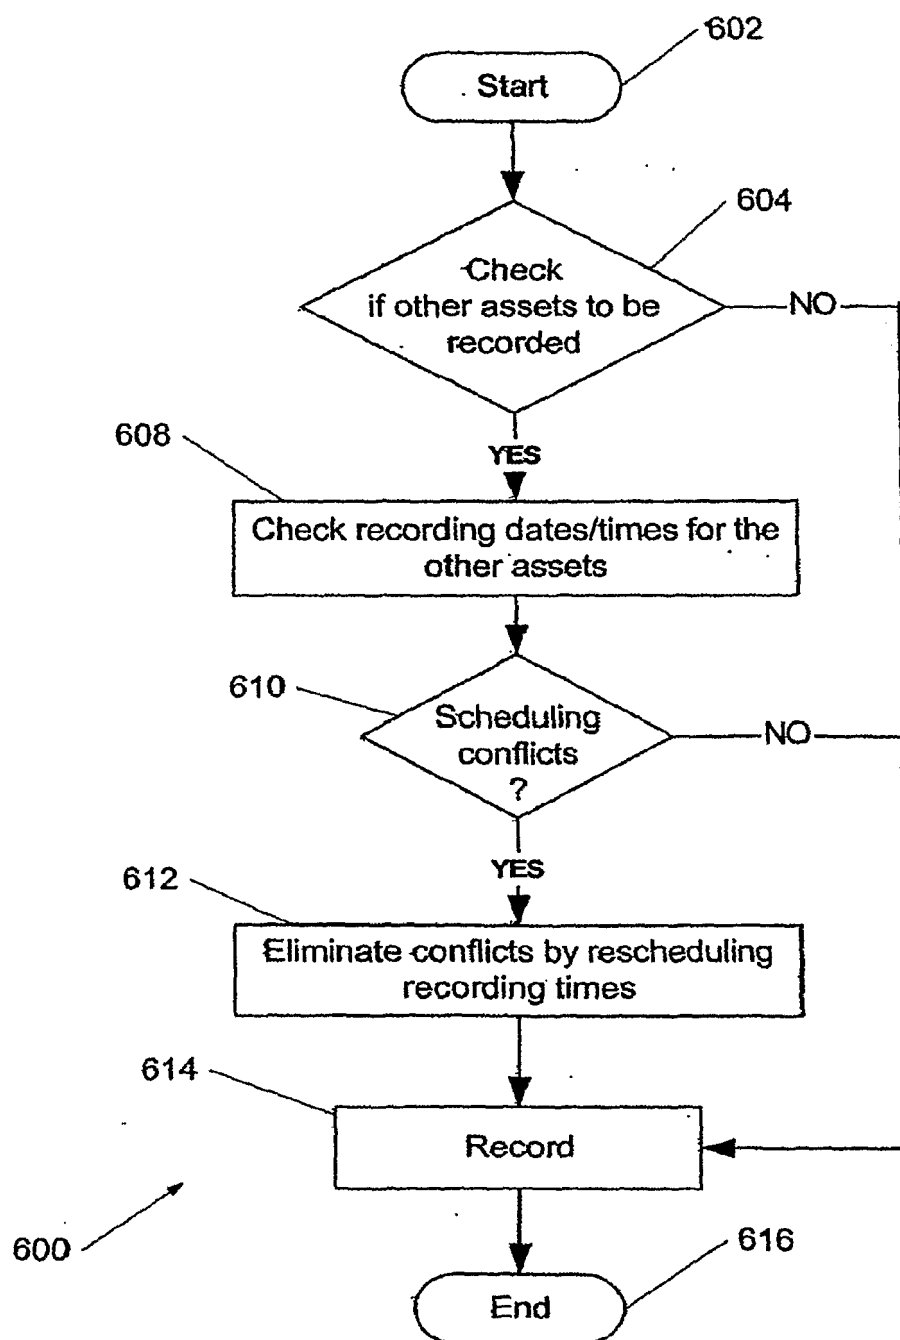 602
Start
604
Check
if other assets to be
recorded
NO
YES
608
Check recording dates/times for the
other assets
610
Scheduling
conflicts
?
NO
YES
612
Eliminate conflicts by rescheduling
recording times
614
Record
600
616
End